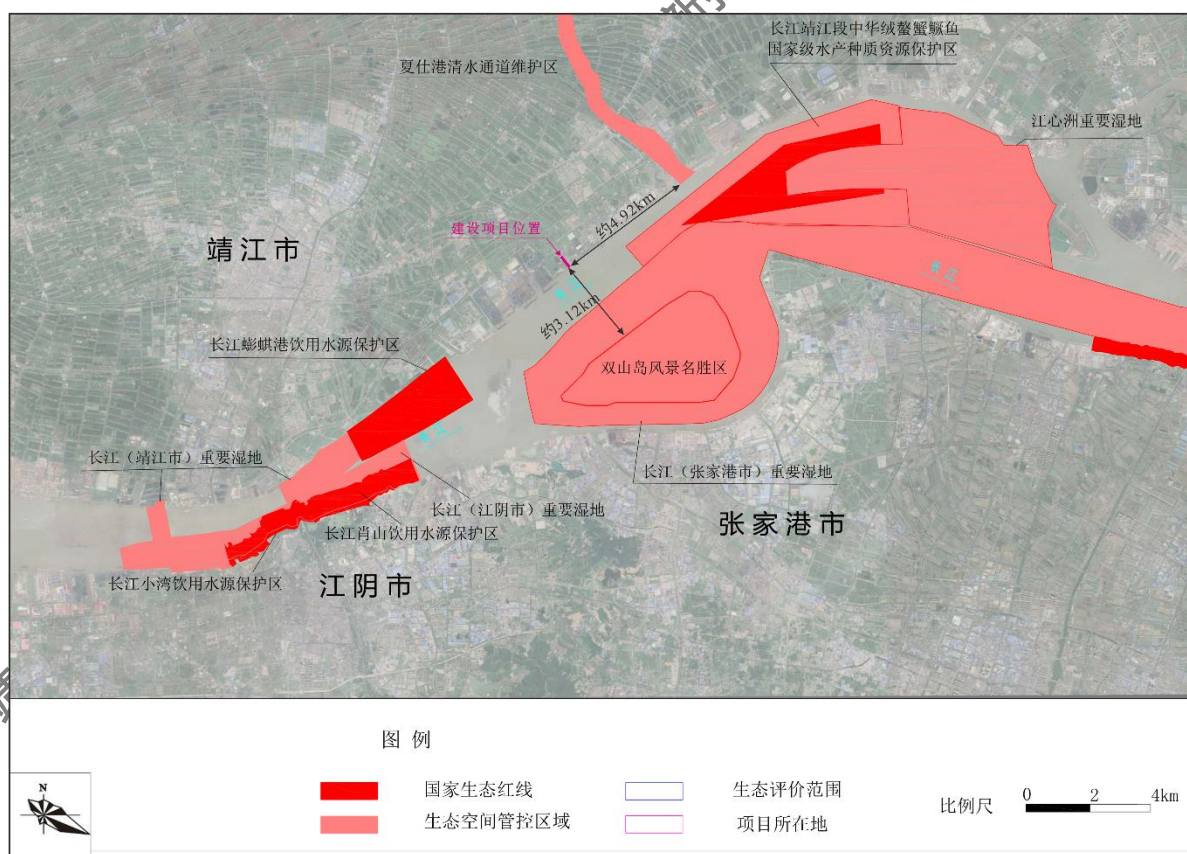 长江靖江段中华绒螯蟹鳜鱼
国家级水产种质资源保护区
夏仕港清水通道维护区
江心洲重要湿地
约4.92km
建设项目位置
靖江市
长江
长江
约3.12km
长江蟛蜞港饮用水源保护区
双山岛风景名胜区
长江
长江（靖江市）重要湿地
长江（张家港市）重要湿地
长江（江阴市）重要湿地
张家港市
长江肖山饮用水源保护区
长江小湾饮用水源保护区
江阴市
图 例
N
国家生态红线
生态评价范围
比例尺
0 2 4km
生态空间管控区域
项目所在地